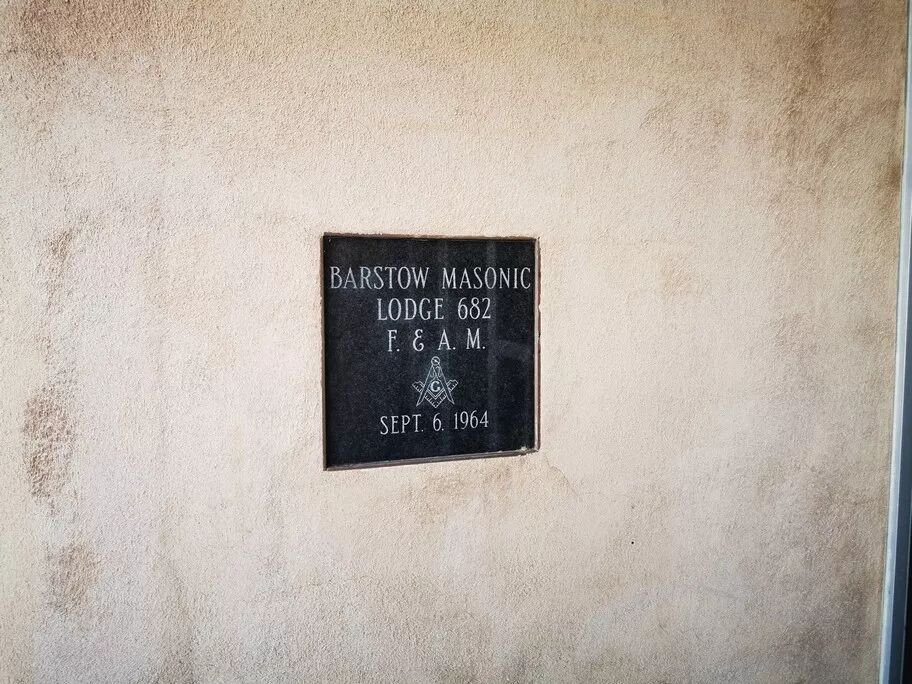 BARSTOW MASONIC
LODGE 682
F. & A. M.
G
SEPT. 6. 1964